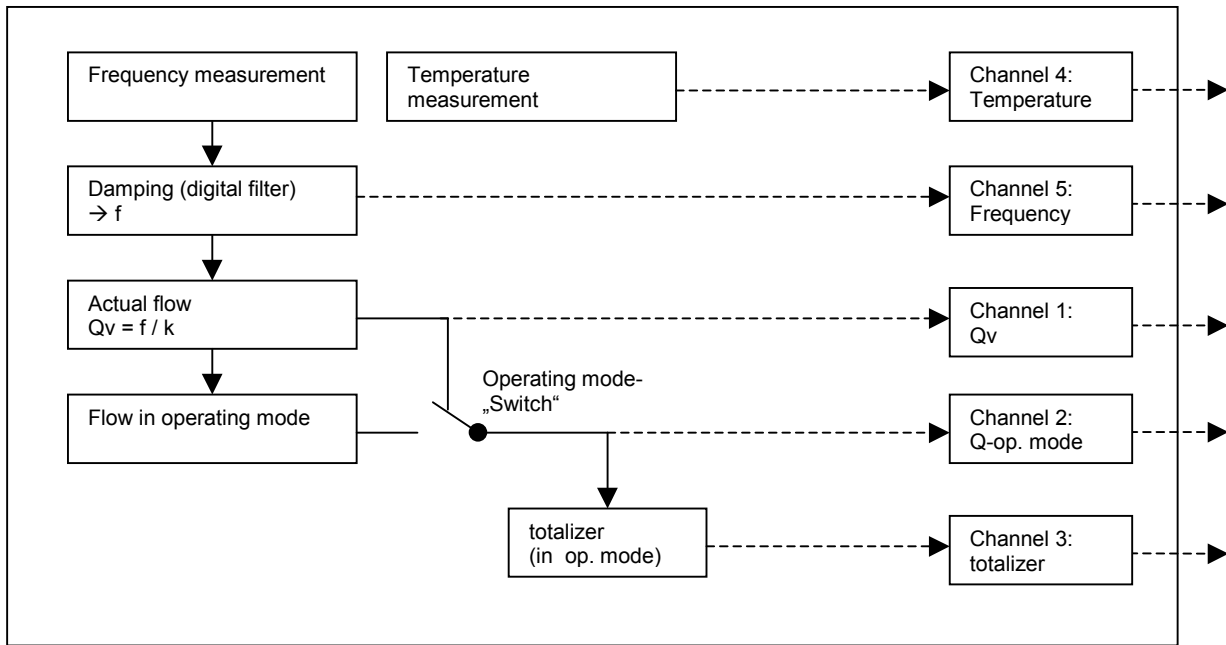 Frequency measurement
Temperature
measurement
Channel 4:
Temperature
Damping (digital filter)
→ f
Channel 5:
Frequency
Actual flow
Qv = f / k
Channel 1:
Qv
Operating mode-
„Switch“
Flow in operating mode
Channel 2:
Q-op. mode
totalizer
(in op. mode)
Channel 3:
totalizer